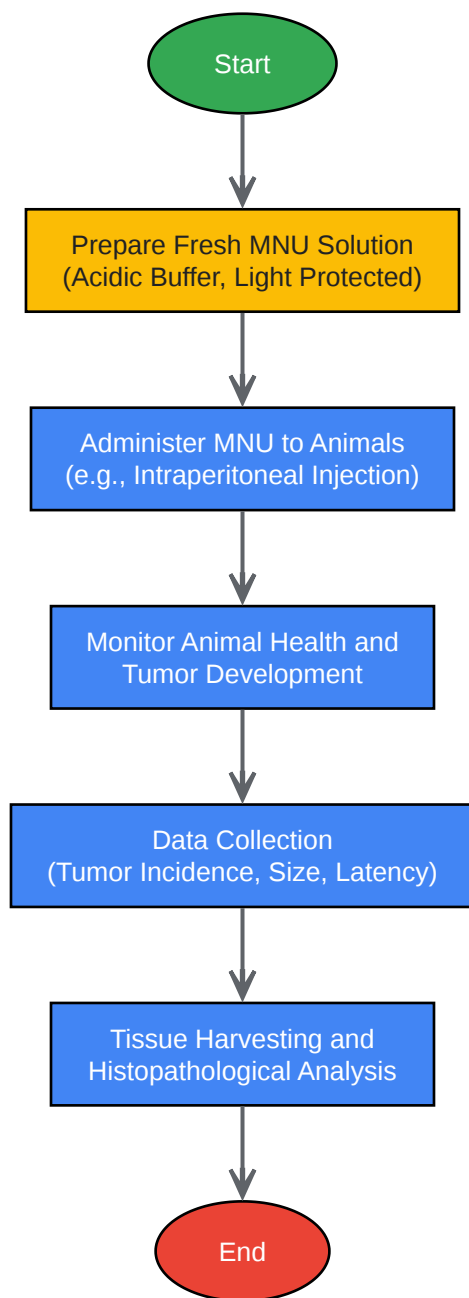 Start
Prepare Fresh MNU Solution
(Acidic Buffer, Light Protected)
Administer MNU to Animals
(e.g., Intraperitoneal Injection)
Monitor Animal Health and
Tumor Development
Data Collection
(Tumor Incidence, Size, Latency)
Tissue Harvesting and
Histopathological Analysis
End